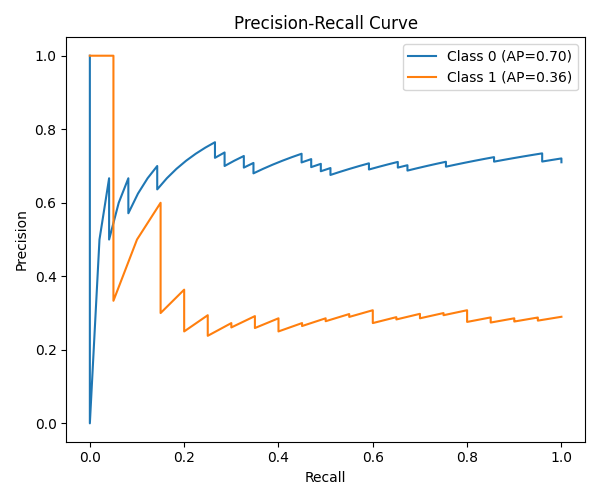 Precision-Recall Curve
Class 0 (AP=0.70)
Class 1 (AP=0.36)
Precision
1.0
0.8
0.6
0.4
0.2
0.0
0.0 0.2 0.4 0.6 0.8 1.0
Recall